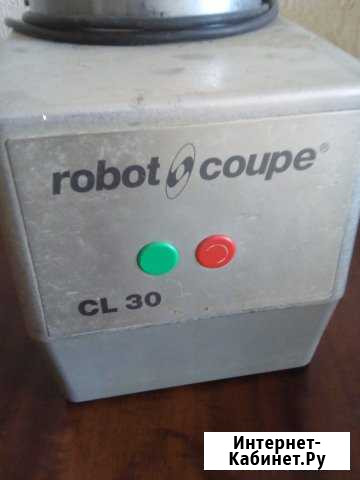 robot coupe®
CL 30
Интернет-
Кабинет.Ру